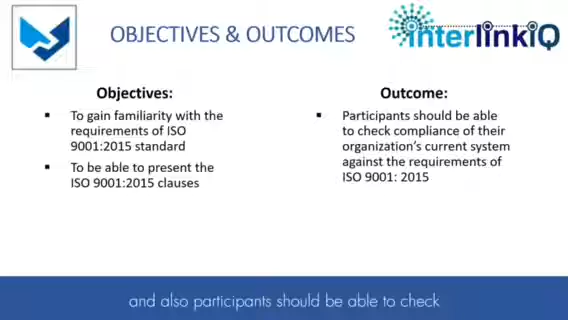 OBJECTIVES & OUTCOMES
interlinkiQ
Objectives:
▪ To gain familiarity with the
requirements of ISO
9001:2015 standard
▪ To be able to present the
ISO 9001:2015 clauses
Outcome:
▪ Participants should be able
to check compliance of their
organization's current system
against the requirements of
ISO 9001: 2015
and also participants should be able to check